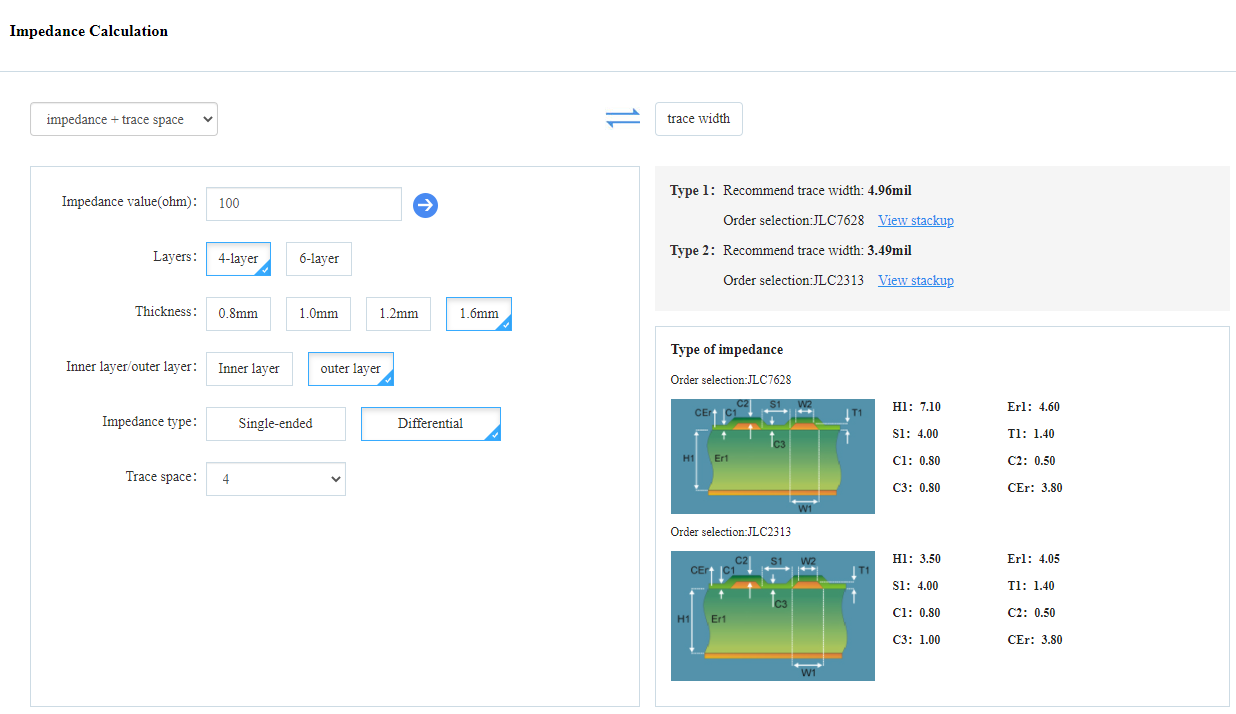 Impedance Calculation
impedance + trace space
trace width
Impedance value(ohm):
100
Layers:
4-layer
6-layer
Thickness:
0.8mm
1.0mm
1.2mm
1.6mm
Inner layer/outer layer:
Inner layer
outer layer
Impedance type:
Single-ended
Differential
Trace space:
4
Type 1: Recommend trace width: 4.96mil
Order selection:JLC7628 View stackup
Type 2: Recommend trace width: 3.49mil
Order selection:JLC2313 View stackup
Type of impedance
Order selection:JLC7628
CEr C1 C2 S1 W2 T1
C3
H1 Er1
W1
H1: 7.10 Er1: 4.60
S1: 4.00 T1: 1.40
C1: 0.80 C2: 0.50
C3: 0.80 CEr: 3.80
Order selection:JLC2313
CEr C1 C2 S1 W2 T1
C3
H1 Er1
W1
H1: 3.50 Er1: 4.05
S1: 4.00 T1: 1.40
C1: 0.80 C2: 0.50
C3: 1.00 CEr: 3.80